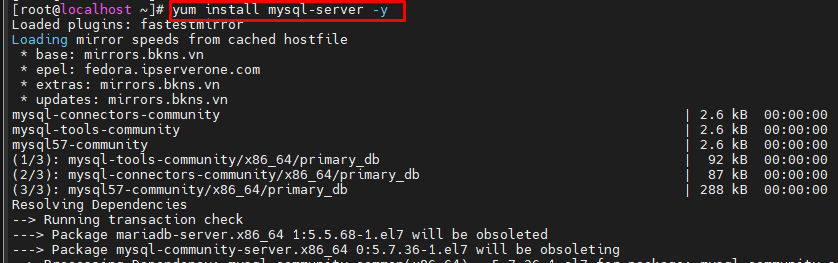 [root@localhost ~]# yum install mysql-server -y
Loaded plugins: fastestmirror
Loading mirror speeds from cached hostfile
 * base: mirrors.bkns.vn
 * epel: fedora.ipserverone.com
 * extras: mirrors.bkns.vn
 * updates: mirrors.bkns.vn
mysql-connectors-community | 2.6 kB 00:00:00
mysql-tools-community | 2.6 kB 00:00:00
mysql57-community | 2.6 kB 00:00:00
(1/3): mysql-tools-community/x86_64/primary_db | 92 kB 00:00:00
(2/3): mysql-connectors-community/x86_64/primary_db | 87 kB 00:00:00
(3/3): mysql57-community/x86_64/primary_db | 288 kB 00:00:00
Resolving Dependencies
--> Running transaction check
---> Package mariadb-server.x86_64 1:5.5.68-1.el7 will be obsoleted
---> Package mysql-community-server.x86_64 0:5.7.36-1.el7 will be obsoleting